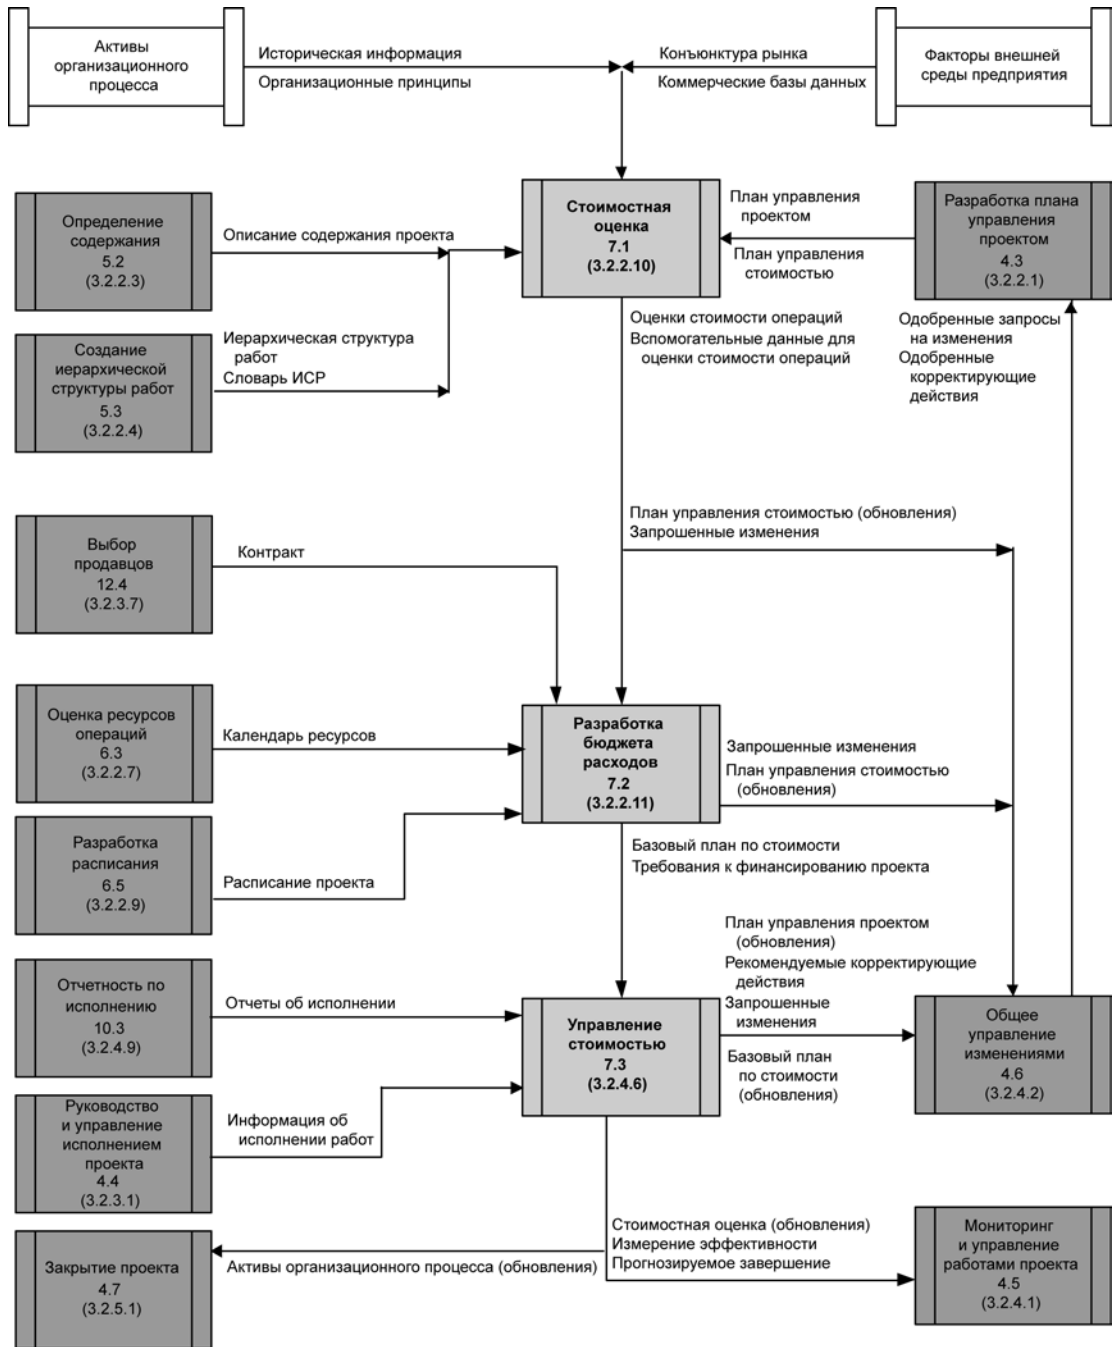 Активы
организационного
процесса
Историческая информация
Организационные принципы
Конъюнктура рынка
Коммерческие базы данных
Факторы внешней
среды предприятия
Определение
содержания
5.2
(3.2.2.3)
Описание содержания проекта
Стоимостная
оценка
7.1
(3.2.2.10)
План управления
проектом
План управления
стоимостью
Разработка плана
управления
проектом
4.3
(3.2.2.1)
Создание
иерархической
структуры работ
5.3
(3.2.2.4)
Иерархическая структура
работ
Словарь ИСР
Оценки стоимости операций
Вспомогательные данные для
оценки стоимости операций
Одобренные запросы
на изменения
Одобренные
корректирующие
действия
Выбор
продавцов
12.4
(3.2.3.7)
Контракт
План управления стоимостью (обновления)
Запрошенные изменения
Оценка ресурсов
операций
6.3
(3.2.2.7)
Календарь ресурсов
Разработка
бюджета
расходов
7.2
(3.2.2.11)
Запрошенные изменения
План управления стоимостью
(обновления)
Разработка
расписания
6.5
(3.2.2.9)
Расписание проекта
Базовый план по стоимости
Требования к финансированию проекта
План управления проектом
(обновления)
Рекомендуемые корректирующие
действия
Запрошенные
изменения
Базовый план
по стоимости
(обновления)
Отчетность по
исполнению
10.3
(3.2.4.9)
Отчеты об исполнении
Управление
стоимостью
7.3
(3.2.4.6)
Общее
управление
изменениями
4.6
(3.2.4.2)
Руководство
и управление
исполнением
проекта
4.4
(3.2.3.1)
Информация об
исполнении работ
Закрытие проекта
4.7
(3.2.5.1)
Активы организационного процесса (обновления)
Стоимостная оценка (обновления)
Измерение эффективности
Прогнозируемое завершение
Мониторинг
и управление
работами проекта
4.5
(3.2.4.1)